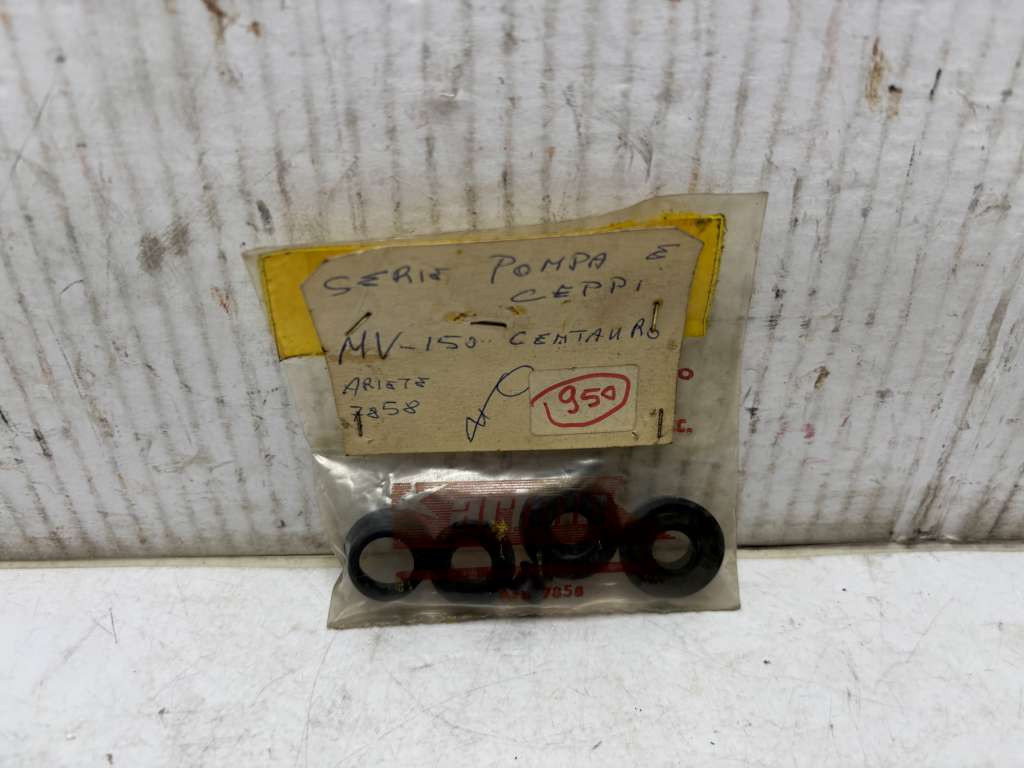 SERIE POMPA E
CEPPI
MV-150 CENTAURO
ARIETE
7858
950
7858